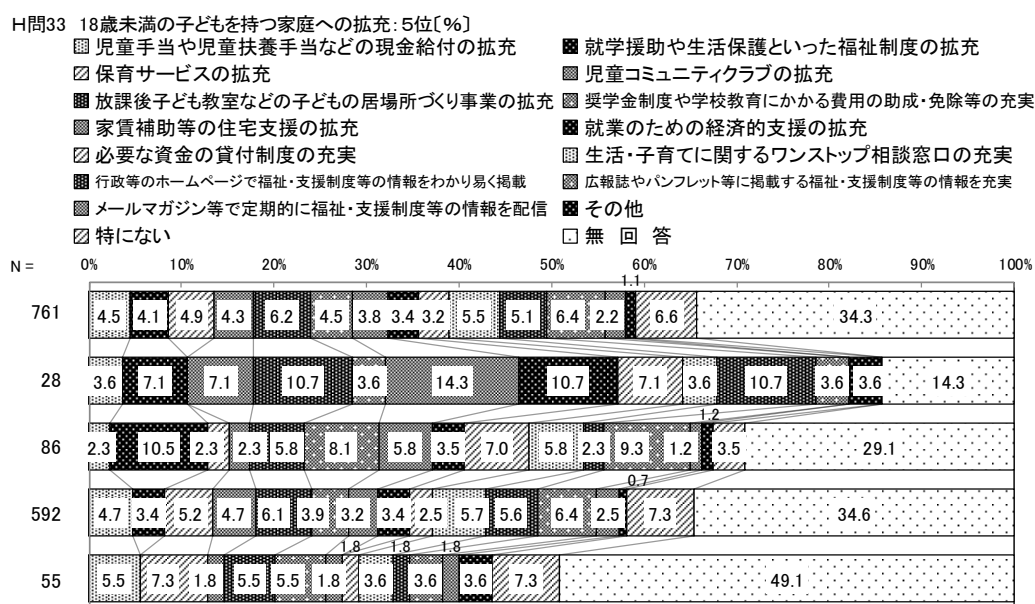 H問33 18歳未満の子どもを持つ家庭への拡充：5位〔％〕
児童手当や児童扶養手当などの現金給付の拡充 就学援助や生活保護といった福祉制度の拡充
保育サービスの拡充 児童コミュニティクラブの拡充
放課後子ども教室などの子どもの居場所づくり事業の拡充 奨学金制度や学校教育にかかる費用の助成・免除等の充実
家賃補助等の住宅支援の拡充 就業のための経済的支援の拡充
必要な資金の貸付制度の充実 生活・子育てに関するワンストップ相談窓口の充実
行政等のホームページで福祉・支援制度等の情報をわかり易く掲載 広報誌やパンフレット等に掲載する福祉・支援制度等の情報を充実
メールマガジン等で定期的に福祉・支援制度等の情報を配信 その他
特にない 無 回 答
N = 0% 10% 20% 30% 40% 50% 60% 70% 80% 90% 100%
1.1
761 4.5 4.1 4.9 4.3 6.2 4.5 3.8 3.4 3.2 5.5 5.1 6.4 2.2 6.6 34.3
28 3.6 7.1 7.1 10.7 3.6 14.3 10.7 7.1 3.6 10.7 3.6 3.6 14.3
1.2
86 2.3 10.5 2.3 2.3 5.8 8.1 5.8 3.5 7.0 5.8 2.3 9.3 1.2 3.5 29.1
0.7
592 4.7 3.4 5.2 4.7 6.1 3.9 3.2 3.4 2.5 5.7 5.6 6.4 2.5 7.3 34.6
1.8 1.8 1.8
55 5.5 7.3 1.8 5.5 5.5 1.8 3.6 3.6 3.6 7.3 49.1